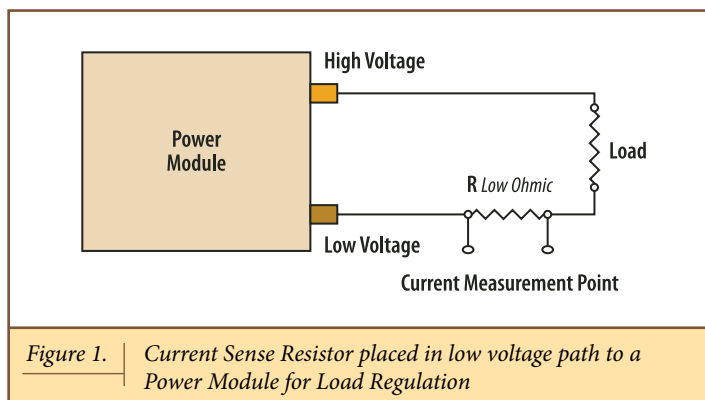 High Voltage
Power
Module
Load
R Low Ohmic
Low Voltage
Current Measurement Point
Figure 1.
Current Sense Resistor placed in low voltage path to a
Power Module for Load Regulation